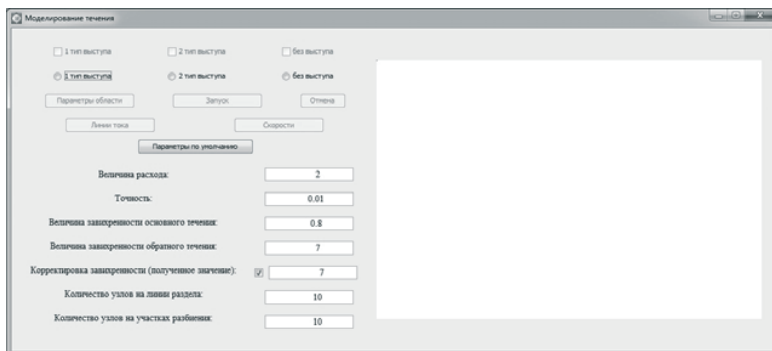 Моделирование течения
1 тип выступа 2 тип выступа без выступа
1 тип выступа 2 тип выступа без выступа
Параметры области Запуск Отмена
Линии тока Скорости
Параметры по умолчанию
Величина расхода: 2
Точность: 0.01
Величина завихренности основного течения: 0.8
Величина завихренности обратного течения: 7
Корректировка завихренности (полученное значение): 7
Количество узлов на линии раздела: 10
Количество узлов на участках разбиения: 10